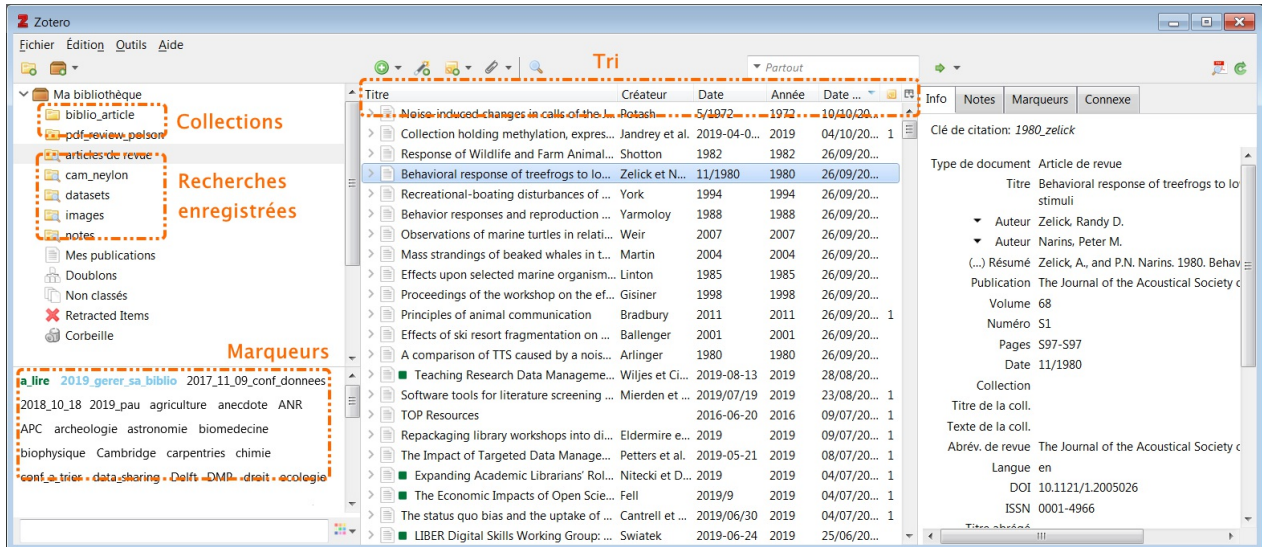 Zotero
Fichier Édition Outils Aide
Tri
Partout
Ma bibliothèque
biblio_article
pdf_review_polson
Collections
articles de revue
cam_neylon
datasets
images
notes
Recherches
enregistrées
Mes publications
Doublons
Non classés
Retracted Items
Corbeille
Marqueurs
a_lire 2019_gerer_sa_biblio 2017_11_09_conf_donnees
2018_10_18 2019_pau agriculture anecdote ANR
APC archeologie astronomie biomedecine
biophysique Cambridge carpentries chimie
conf_a_trier data-sharing Delft DMP droit ecologie
Titre Créateur Date Année Date ...
Noise-induced changes in calls of the ... Potash 5/1972 1972 10/10/20...
Collection holding methylation, expres... Jandrey et al. 2019-04-0... 2019 04/10/20... 1
Response of Wildlife and Farm Animal... Shotton 1982 1982 26/09/20...
Behavioral response of treefrogs to lo... Zelick et N... 11/1980 1980 26/09/20...
Recreational-boating disturbances of ... York 1994 1994 26/09/20...
Behavior responses and reproduction ... Yarmoloy 1988 1988 26/09/20...
Observations of marine turtles in relati... Weir 2007 2007 26/09/20...
Mass strandings of beaked whales in t... Martin 2004 2004 26/09/20...
Effects upon selected marine organism... Linton 1985 1985 26/09/20...
Proceedings of the workshop on the ef... Gisiner 1998 1998 26/09/20...
Principles of animal communication Bradbury 2011 2011 26/09/20... 1
Effects of ski resort fragmentation on ... Ballenger 2001 2001 26/09/20...
A comparison of TTS caused by a nois... Arlinger 1980 1980 26/09/20...
Teaching Research Data Manageme... Wiljes et Ci... 2019-08-13 2019 28/08/20...
Software tools for literature screening ... Mierden et ... 2019/07/19 2019 23/08/20... 1
TOP Resources 2016-06-20 2016 09/07/20... 1
Repackaging library workshops into di... Eldermire e... 2019 2019 09/07/20... 1
The Impact of Targeted Data Manage... Petters et al. 2019-05-21 2019 08/07/20... 1
Expanding Academic Librarians' Rol... Nitecki et D... 2019 2019 04/07/20... 1
The Economic Impacts of Open Scie... Fell 2019/9 2019 04/07/20... 1
The status quo bias and the uptake of ... Cantrell et ... 2019/06/30 2019 04/07/20... 1
LIBER Digital Skills Working Group: ... Swiatek 2019-06-24 2019 25/06/20...
Info Notes Marqueurs Connexe
Clé de citation: 1980_zelick
Type de document Article de revue
Titre Behavioral response of treefrogs to lo
stimuli
Auteur Zelick, Randy D.
Auteur Narins, Peter M.
(...) Résumé Zelick, A., and P.N. Narins. 1980. Behav
Publication The Journal of the Acoustical Society o
Volume 68
Numéro S1
Pages S97-S97
Date 11/1980
Collection
Titre de la coll.
Texte de la coll.
Abrév. de revue The Journal of the Acoustical Society o
Langue en
DOI 10.1121/1.2005026
ISSN 0001-4966
Titre abrégé